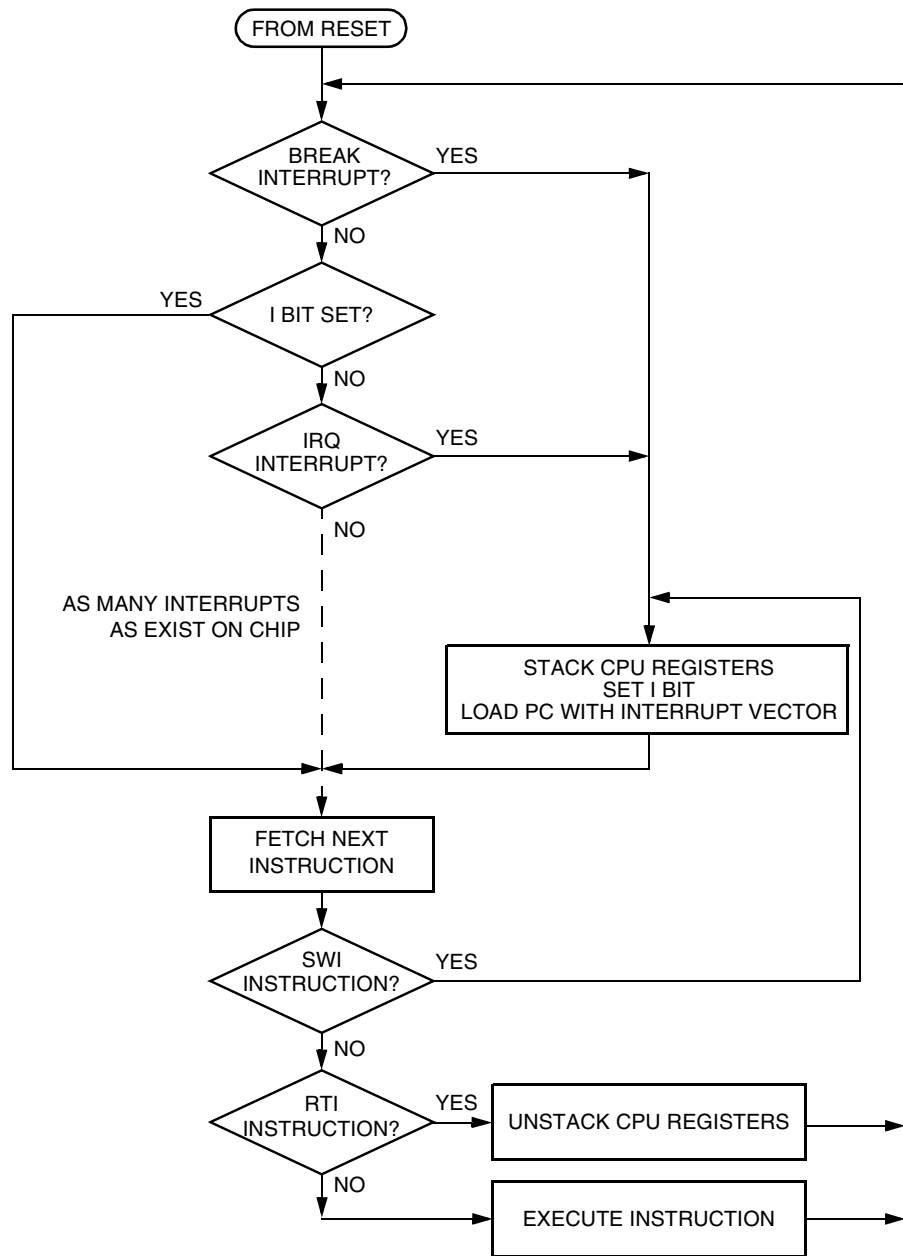 FROM RESET
BREAK
INTERRUPT?
YES
NO
YES
I BIT SET?
NO
IRQ
INTERRUPT?
YES
NO
AS MANY INTERRUPTS
AS EXIST ON CHIP
STACK CPU REGISTERS
SET I BIT
LOAD PC WITH INTERRUPT VECTOR
FETCH NEXT
INSTRUCTION
SWI
INSTRUCTION?
YES
NO
RTI
INSTRUCTION?
YES
UNSTACK CPU REGISTERS
NO
EXECUTE INSTRUCTION